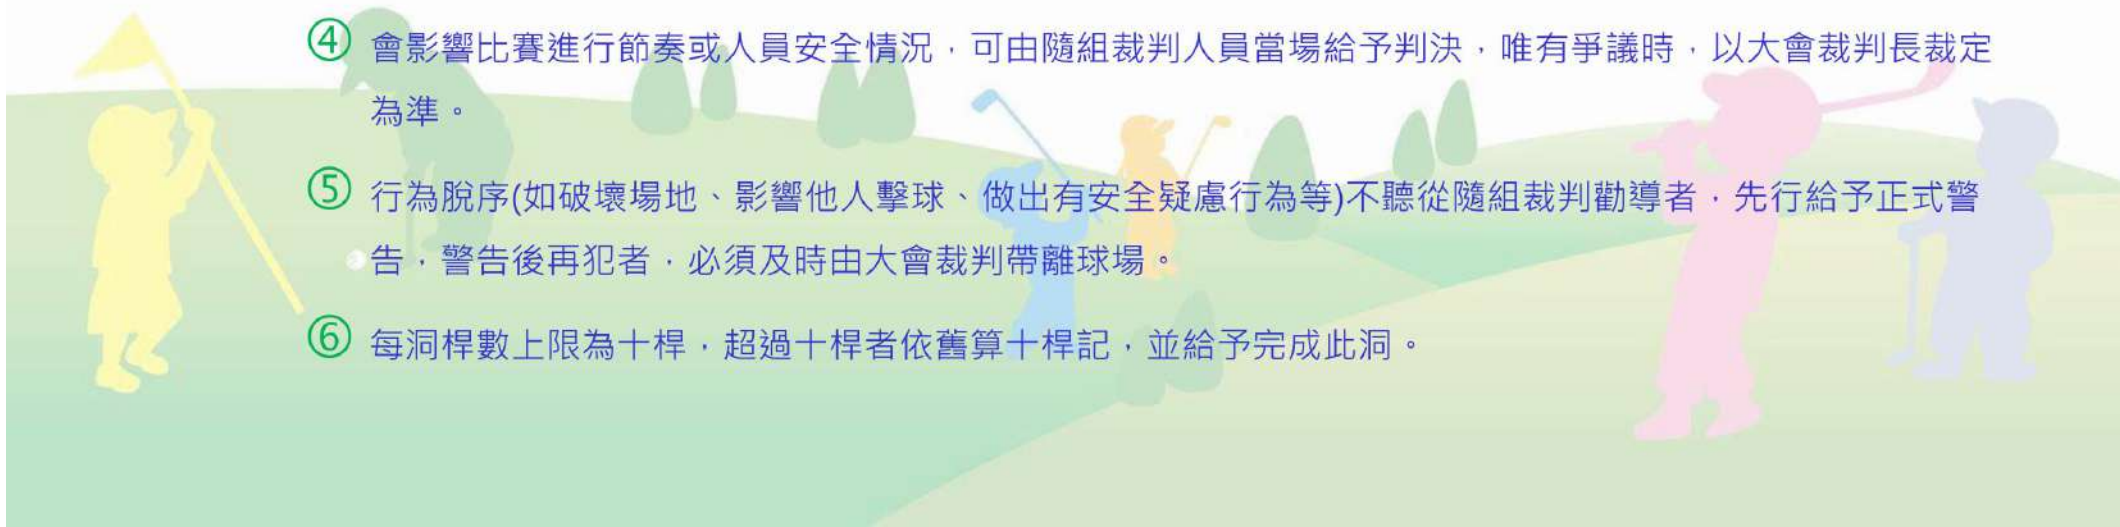 ④ 會影響比賽進行節奏或人員安全情況，可由隨組裁判人員當場給予判決，唯有爭議時，以大會裁判長裁定
為準。
⑤ 行為脫序(如破壞場地、影響他人擊球、做出有安全疑慮行為等)不聽從隨組裁判勸導者，先行給予正式警
告，警告後再犯者，必須及時由大會裁判帶離球場。
⑥ 每洞桿數上限為十桿，超過十桿者依舊算十桿記，並給予完成此洞。